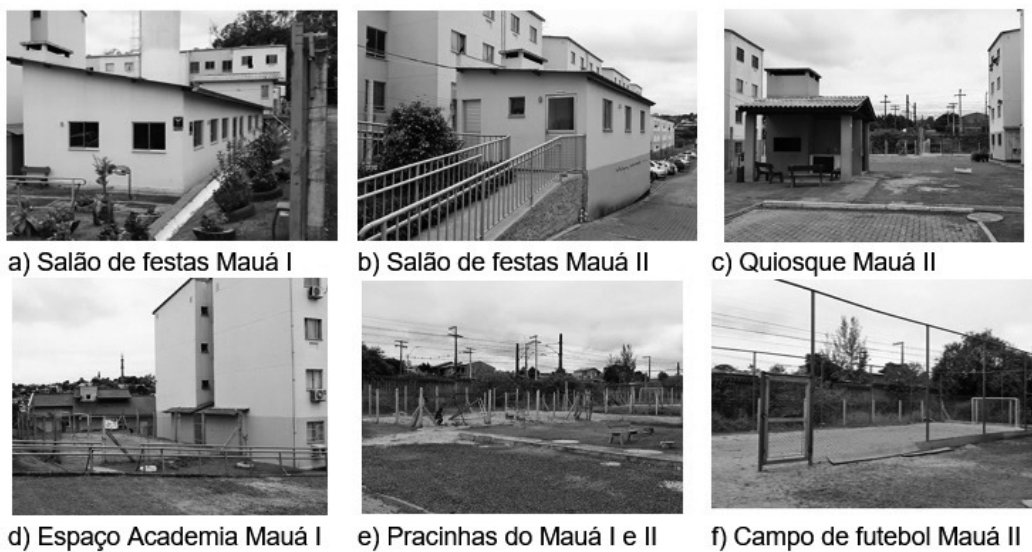 a) Salão de festas Mauá I
b) Salão de festas Mauá II
c) Quiosque Mauá II
d) Espaço Academia Mauá I
e) Pracinhas do Mauá I e II
f) Campo de futebol Mauá II